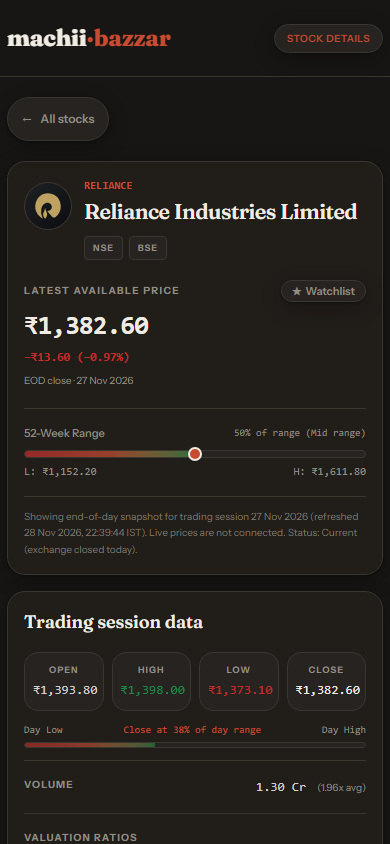 machii·bazzar
STOCK DETAILS
← All stocks
RELIANCE
Reliance Industries Limited
NSE BSE
LATEST AVAILABLE PRICE
★ Watchlist
₹1,382.60
-₹13.60 (-0.97%)
EOD close · 27 Nov 2026
52-Week Range 50% of range (Mid range)
L: ₹1,152.20 H: ₹1,611.80
Showing end-of-day snapshot for trading session 27 Nov 2026 (refreshed
28 Nov 2026, 22:39:44 IST). Live prices are not connected. Status: Current
(exchange closed today).
Trading session data
OPEN HIGH LOW CLOSE
₹1,393.80 ₹1,398.00 ₹1,373.10 ₹1,382.60
Day Low Close at 38% of day range Day High
VOLUME 1.30 Cr (1.96x avg)
VALUATION RATIOS